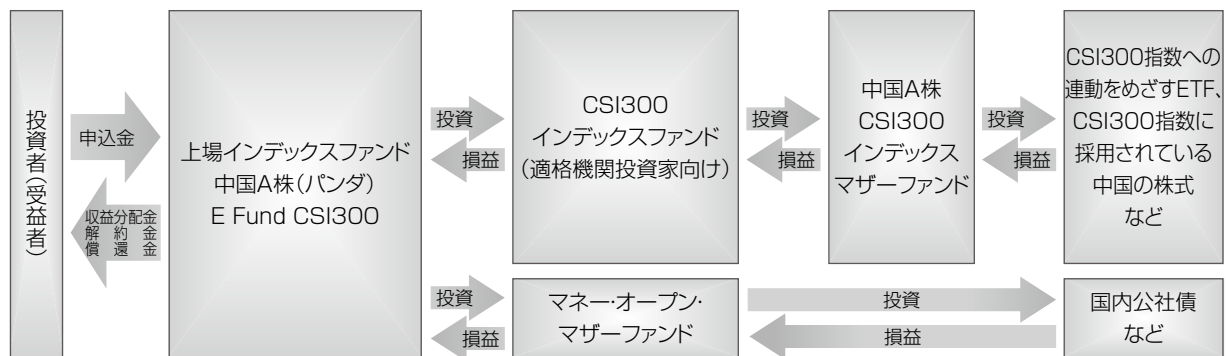 投資者（受益者）
申込金
収益分配金
解約金
償還金
上場インデックスファンド
中国A株（パンダ）
E Fund CSI300
投資
損益
CSI300
インデックスファンド
（適格機関投資家向け）
投資
損益
中国A株
CSI300
インデックス
マザーファンド
投資
損益
CSI300指数への
連動をめざすETF、
CSI300指数に
採用されている
中国の株式
など
投資
損益
マネー・オープン・
マザーファンド
投資
損益
国内公社債
など